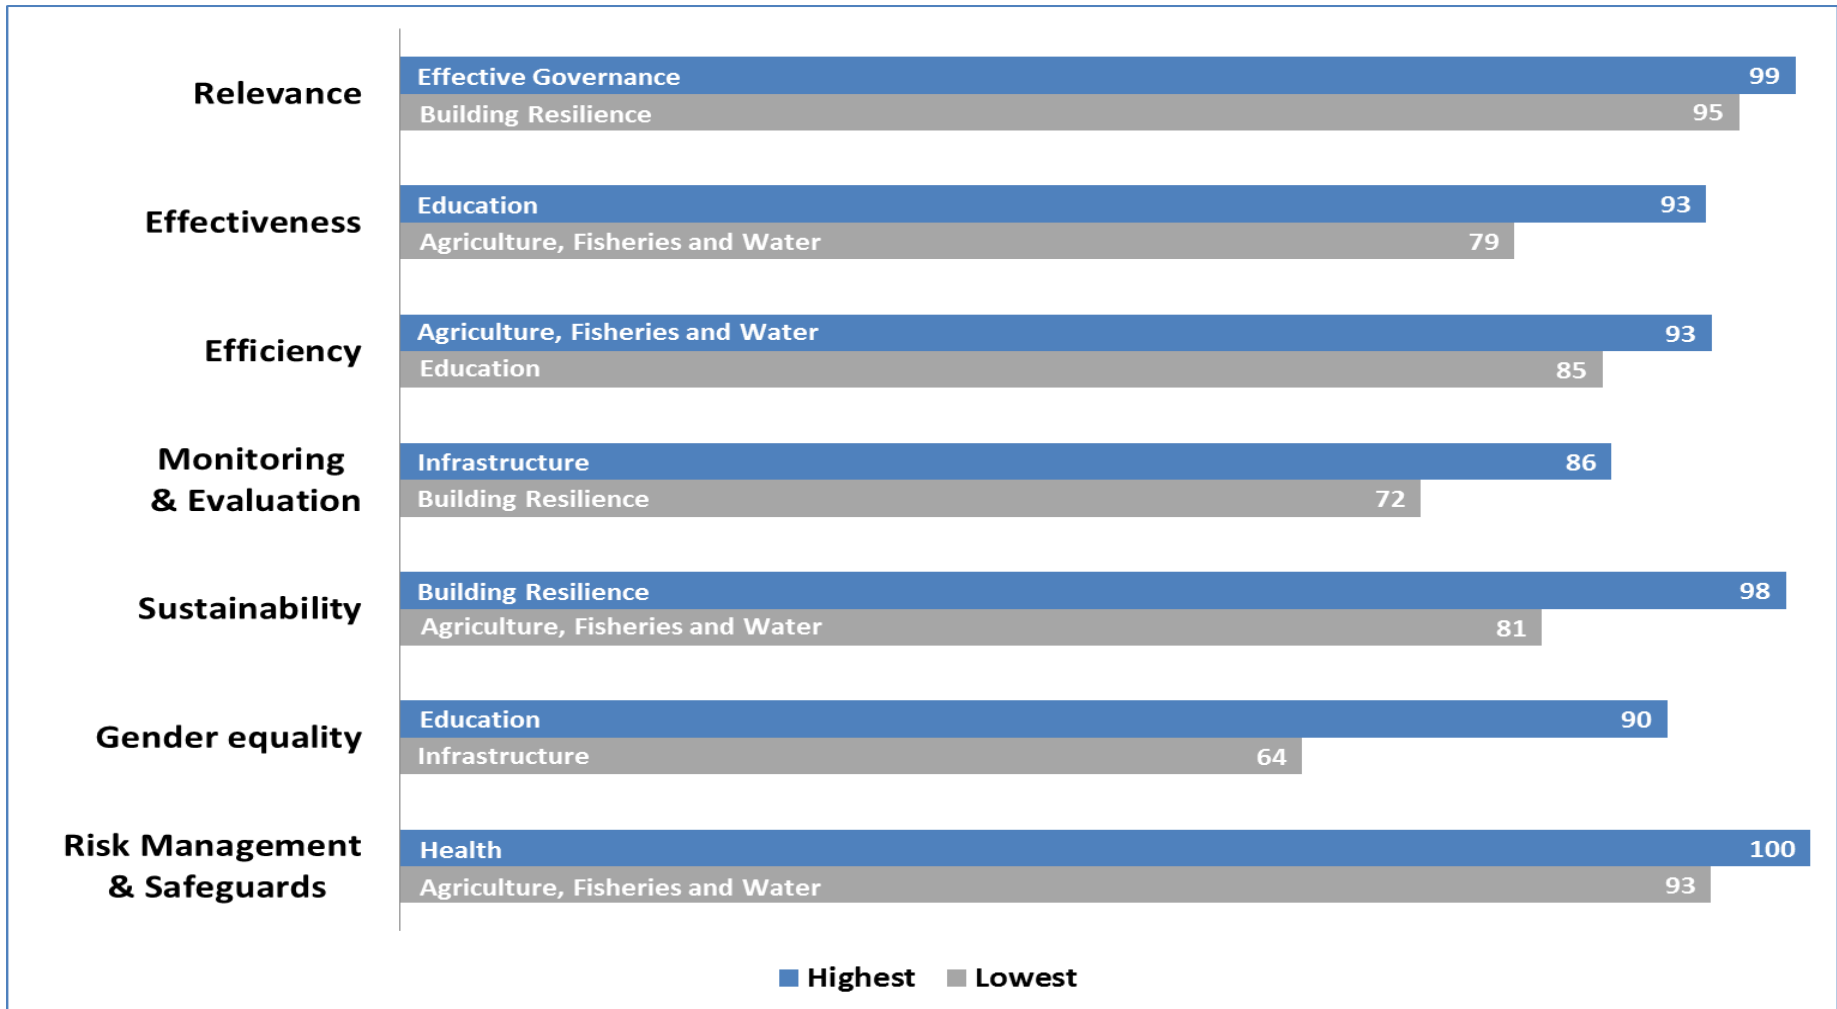 Relevance
Effective Governance 99
Building Resilience 95
Effectiveness
Education 93
Agriculture, Fisheries and Water 79
Efficiency
Agriculture, Fisheries and Water 93
Education 85
Monitoring
& Evaluation
Infrastructure 86
Building Resilience 72
Sustainability
Building Resilience 98
Agriculture, Fisheries and Water 81
Gender equality
Education 90
Infrastructure 64
Risk Management
& Safeguards
Health 100
Agriculture, Fisheries and Water 93
Highest Lowest